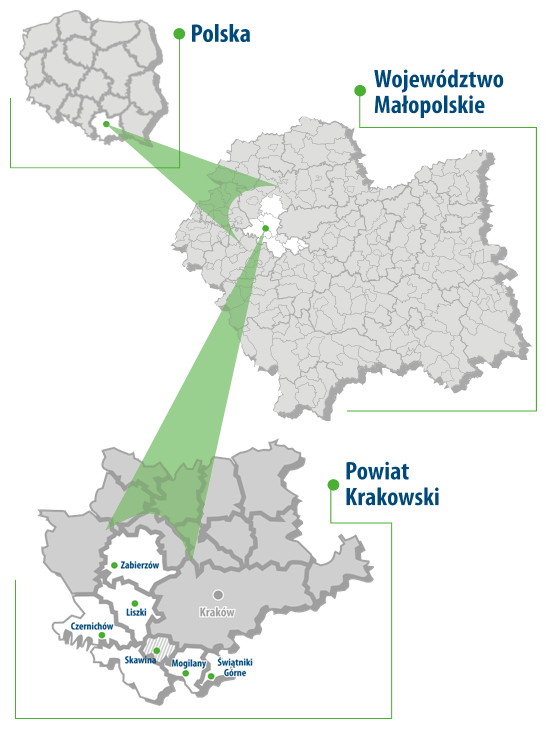 Polska
Województwo
Małopolskie
Powiat
Krakowski
Zabierzów
Liszki
Kraków
Czernichów
Skawina
Mogilany
Świątniki
Górne